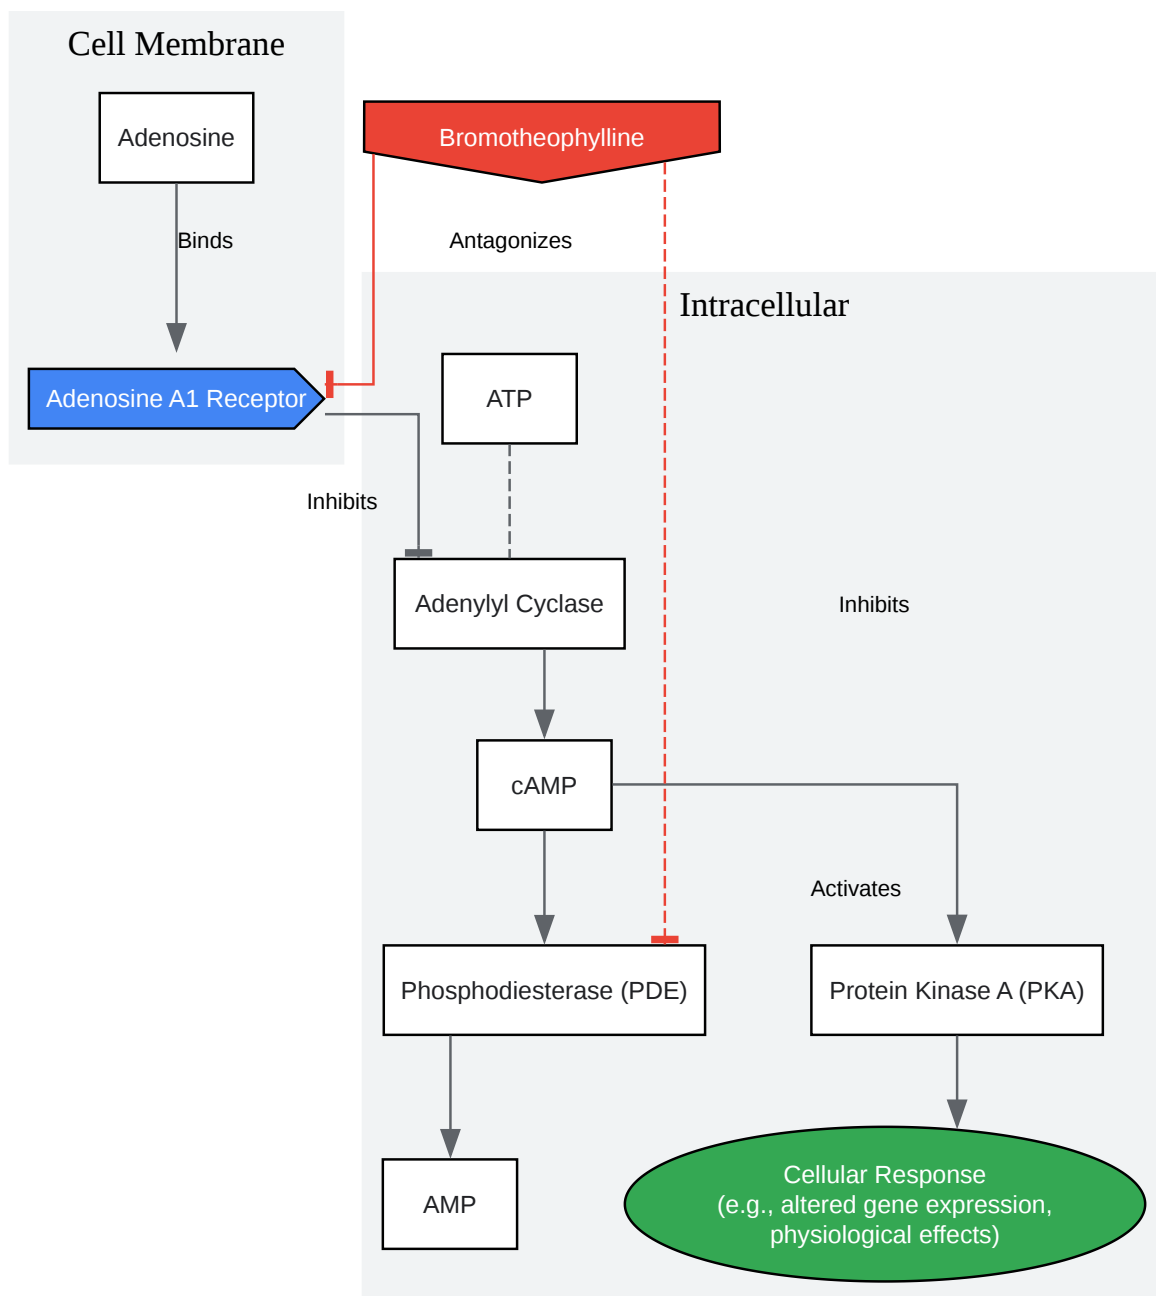 Cell Membrane
Adenosine
Bromotheophylline
Binds
Antagonizes
Intracellular
Adenosine A1 Receptor
ATP
Inhibits
Adenylyl Cyclase
Inhibits
cAMP
Activates
Phosphodiesterase (PDE)
Protein Kinase A (PKA)
AMP
Cellular Response
(e.g., altered gene expression,
physiological effects)